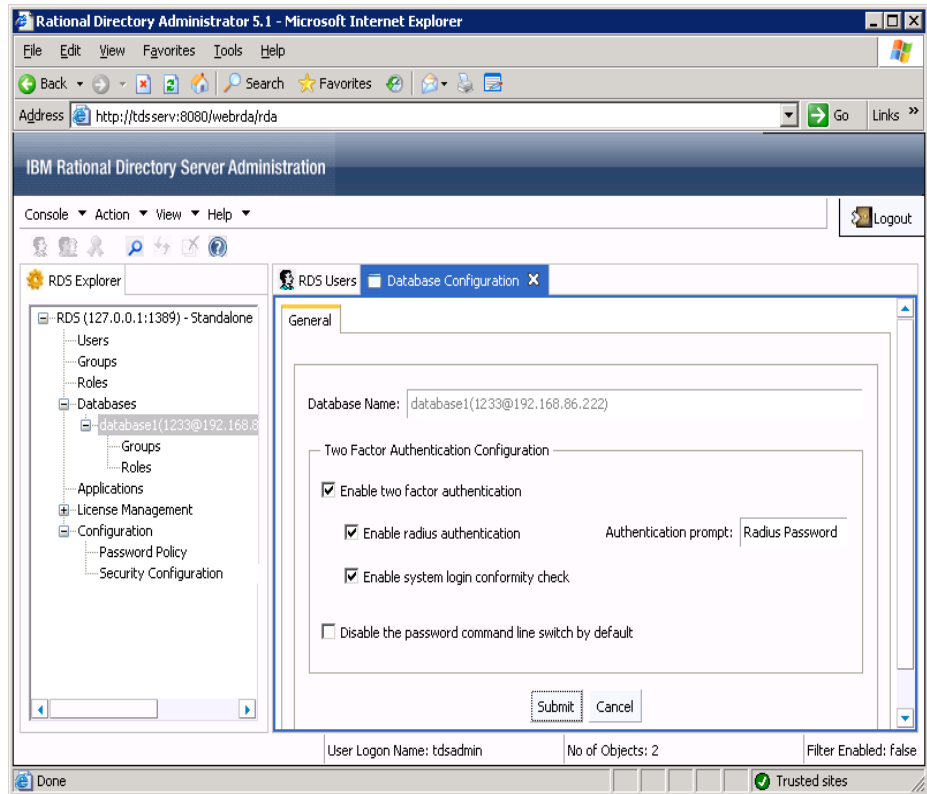 Rational Directory Administrator 5.1 - Microsoft Internet Explorer
File Edit View Favorites Tools Help
Back Search Favorites
Address http://tdsserv:8080/webrda/rda Go Links »
IBM Rational Directory Server Administration
Console Action View Help
Logout
RDS Explorer
RDS Users Database Configuration X
RDS (127.0.0.1:1389) - Standalone
Users
Groups
Roles
Databases
database1(1233@192.168.8
Groups
Roles
Applications
License Management
Configuration
Password Policy
Security Configuration
General
Database Name: database1(1233@192.168.86.222)
Two Factor Authentication Configuration
Enable two factor authentication
Enable radius authentication Authentication prompt: Radius Password
Enable system login conformity check
Disable the password command line switch by default
Submit Cancel
User Logon Name: tdsadmin No of Objects: 2 Filter Enabled: false
Done Trusted sites